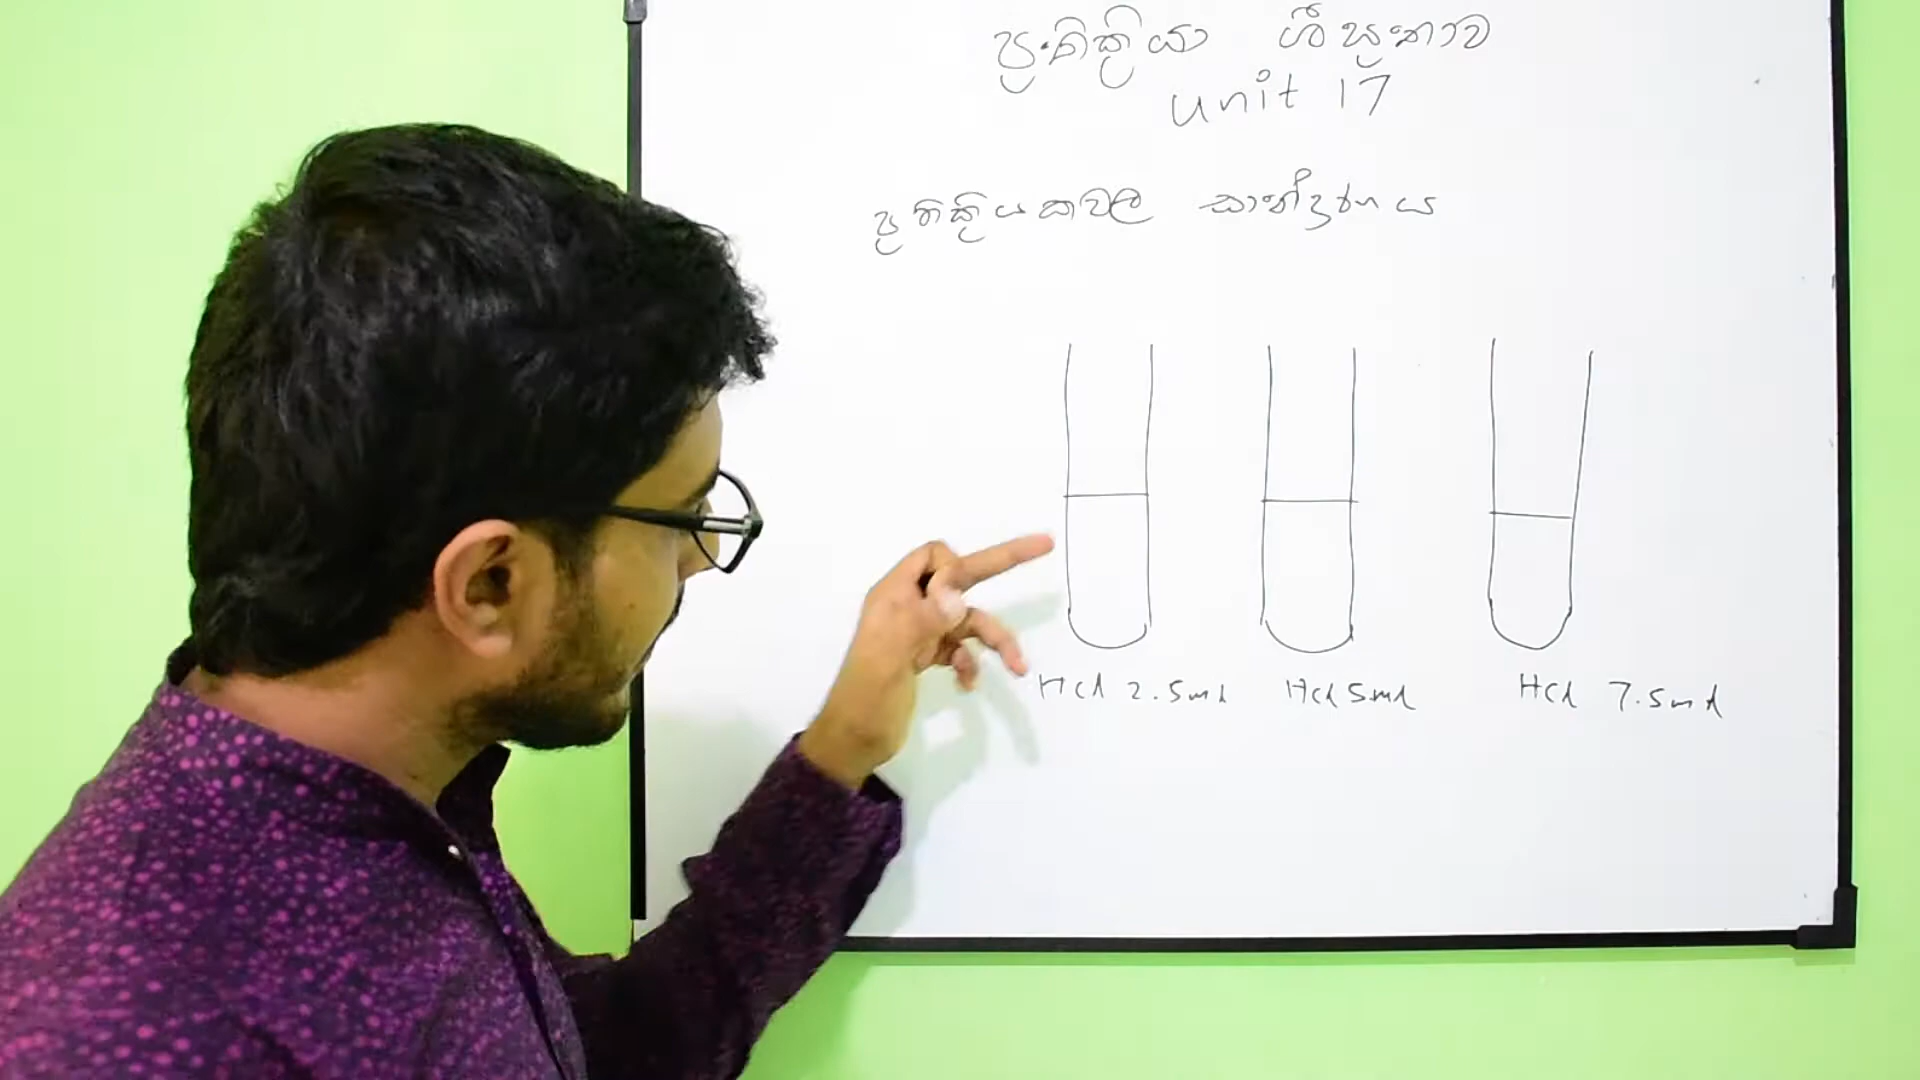 ප්‍රතික්‍රියා ශීඝ්‍රතාව
unit 17
ප්‍රතික්‍රියකවල සාන්ද්‍රණය
HCl 2.5ml HCl 5ml HCl 7.5ml